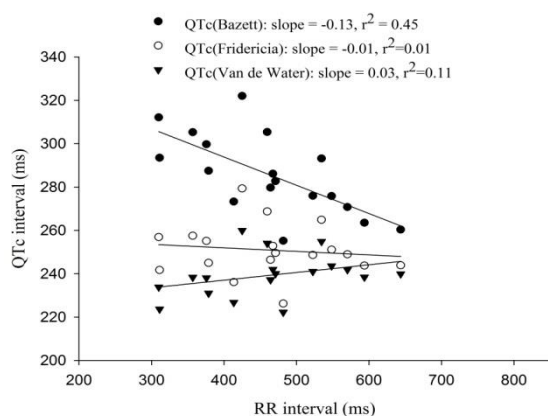 QTc(Bazett): slope = -0.13, r² = 0.45
QTc(Fridericia): slope = -0.01, r²=0.01
QTc(Van de Water): slope = 0.03, r²=0.11
340
320
300
280
260
240
220
200
QTc interval (ms)
200 300 400 500 600 700 800
RR interval (ms)